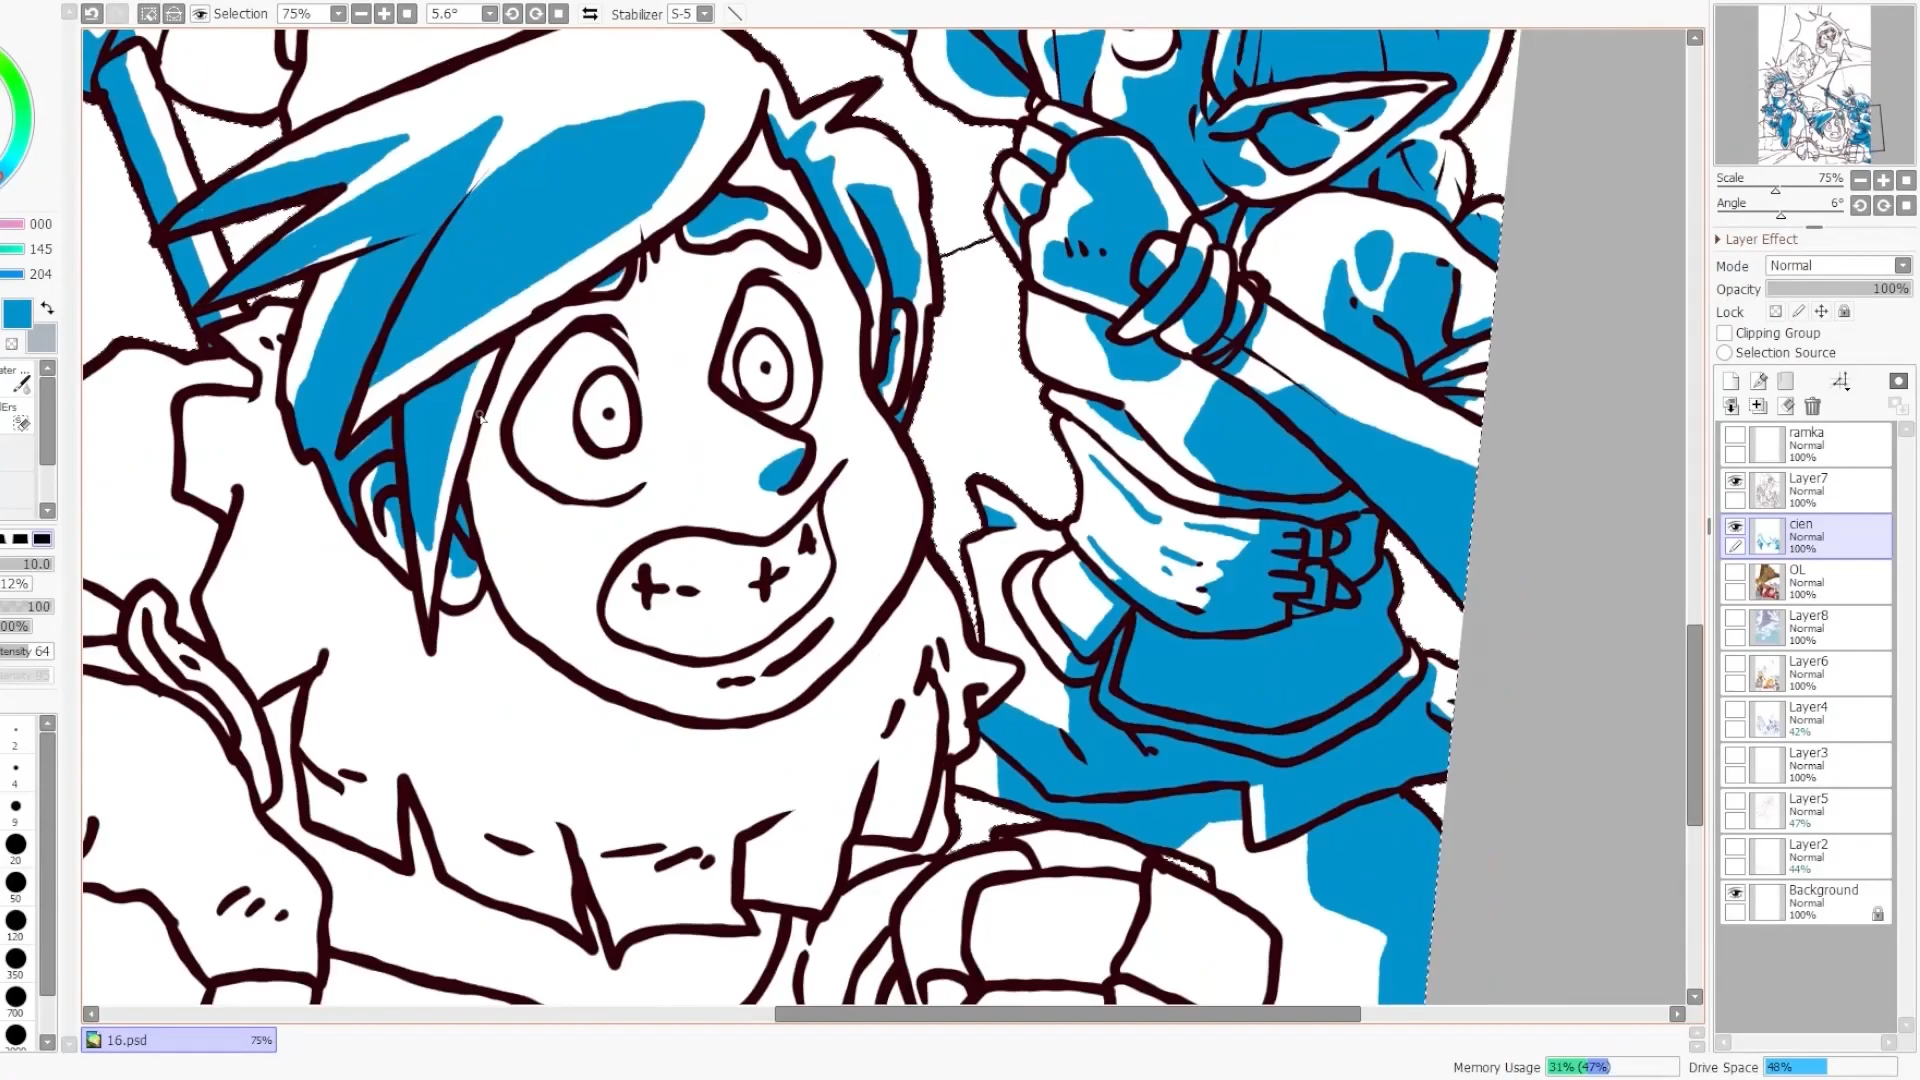 Selection 75% 5.6° Stabilizer S-5
Scale 75%
Angle 6°
Layer Effect
Mode Normal
Opacity 100%
Lock
Clipping Group
Selection Source
ramka
Normal
100%
Layer7
Normal
100%
cien
Normal
100%
OL
Normal
100%
Layer8
Normal
100%
Layer6
Normal
100%
Layer4
Normal
42%
Layer3
Normal
100%
Layer5
Normal
47%
Layer2
Normal
44%
Background
Normal
100%
000
145
204
ater ...
10.0
12%
100
00%
tensity 64
2
4
9
20
50
120
350
700
16.psd 75%
Memory Usage 31% (47%) Drive Space 48%